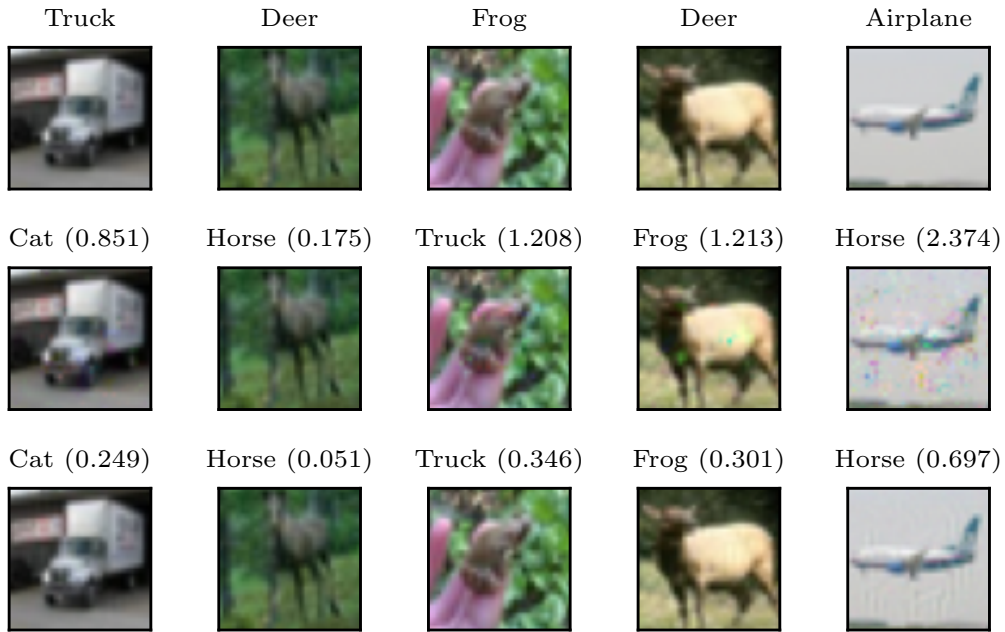 Truck Deer Frog Deer Airplane
Cat (0.851) Horse (0.175) Truck (1.208) Frog (1.213) Horse (2.374)
Cat (0.249) Horse (0.051) Truck (0.346) Frog (0.301) Horse (0.697)